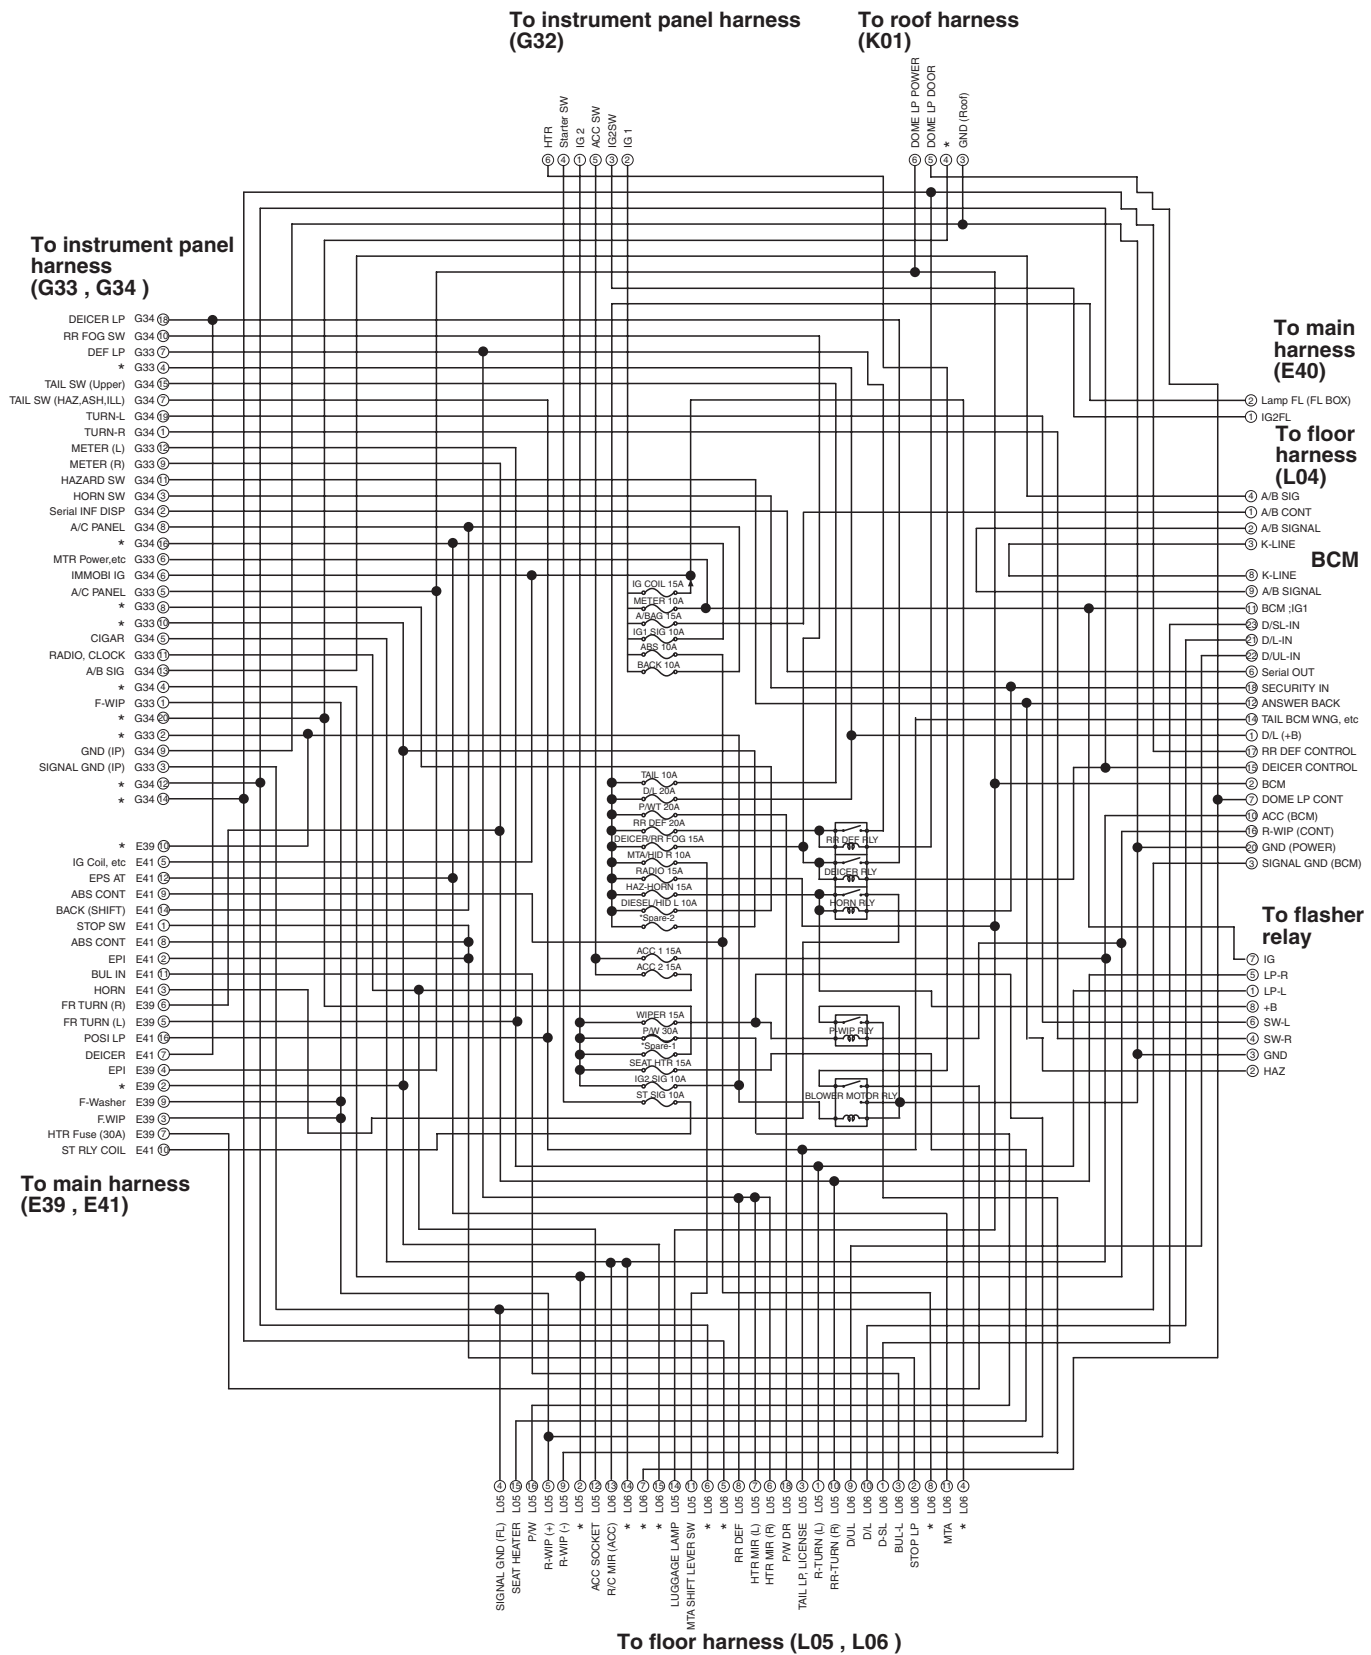 To instrument panel harness
(G32)
To roof harness
(K01)
HTR ⑥
Starter SW ④
IG 2 ①
ACC SW ⑤
IG2SW ③
IG 1 ②
DOME LP POWER ⑥
DOME LP DOOR ⑤
* ④
GND (Roof) ③
To instrument panel
harness
(G33 , G34 )
DEICER LP G34 ⑱
RR FOG SW G34 ⑩
DEF LP G33 ⑦
* G33 ④
TAIL SW (Upper) G34 ⑮
TAIL SW (HAZ,ASH,ILL) G34 ⑦
TURN-L G34 ⑲
TURN-R G34 ①
METER (L) G33 ⑫
METER (R) G33 ⑨
HAZARD SW G34 ⑪
HORN SW G34 ③
Serial INF DISP G34 ②
A/C PANEL G34 ⑧
* G34 ⑯
MTR Power,etc G33 ⑥
IMMOBI IG G34 ⑥
A/C PANEL G33 ⑤
* G33 ⑧
* G33 ⑩
CIGAR G34 ⑤
RADIO, CLOCK G33 ⑪
A/B SIG G34 ⑬
* G34 ④
F-WIP G33 ①
* G34 ⑳
* G33 ②
GND (IP) G34 ⑨
SIGNAL GND (IP) G33 ③
* G34 ⑫
* G34 ⑭
* E39 ⑩
IG Coil, etc E41 ⑤
EPS AT E41 ⑫
ABS CONT E41 ⑨
BACK (SHIFT) E41 ⑭
STOP SW E41 ①
ABS CONT E41 ⑧
EPI E41 ②
BUL IN E41 ⑪
HORN E41 ③
FR TURN (R) E39 ⑥
FR TURN (L) E39 ⑤
POSI LP E41 ⑯
DEICER E41 ⑦
EPI E39 ④
* E39 ②
F-Washer E39 ⑨
F.WIP E39 ③
HTR Fuse (30A) E39 ⑦
ST RLY COIL E41 ⑩
To main harness
(E39 , E41)
IG COIL 15A
METER 10A
A/BAG 15A
IG1 SIG 10A
ABS 10A
BACK 10A
TAIL 10A
D/L 20A
P/WT 20A
RR DEF 20A
DEICER/RR FOG 15A
MTA/HID R 10A
RADIO 15A
HAZ-HORN 15A
DIESEL/HID L 10A
*Spare-2
ACC 1 15A
ACC 2 15A
WIPER 15A
P/W 30A
*Spare-1
SEAT HTR 15A
IG2 SIG 10A
ST SIG 10A
RR DEF RLY
DEICER RLY
HORN RLY
P-WIP RLY
BLOWER MOTOR RLY
To main
harness
(E40)
② Lamp FL (FL BOX)
① IG2FL
To floor
harness
(L04)
④ A/B SIG
① A/B CONT
② A/B SIGNAL
③ K-LINE
BCM
⑧ K-LINE
⑨ A/B SIGNAL
⑪ BCM ;IG1
㉓ D/SL-IN
㉑ D/L-IN
㉒ D/UL-IN
⑥ Serial OUT
⑱ SECURITY IN
⑫ ANSWER BACK
⑭ TAIL BCM WNG, etc
① D/L (+B)
⑰ RR DEF CONTROL
⑮ DEICER CONTROL
② BCM
⑦ DOME LP CONT
⑩ ACC (BCM)
⑯ R-WIP (CONT)
⑳ GND (POWER)
③ SIGNAL GND (BCM)
To flasher
relay
⑦ IG
⑤ LP-R
① LP-L
⑧ +B
⑥ SW-L
④ SW-R
③ GND
② HAZ
SIGNAL GND (FL) L05 ④
SEAT HEATER L05 ⑮
P/W L05 ⑯
R-WIP (+) L05 ⑤
R-WIP (-) L05 ⑨
* L05 ②
ACC SOCKET L05 ⑫
R/C MIR (ACC) L06 ⑬
* L06 ⑭
* L06 ⑦
* L06 ⑮
LUGGAGE LAMP L05 ⑭
MTA SHIFT LEVER SW L05 ⑪
* L06 ⑥
* L06 ⑤
RR DEF L05 ⑧
HTR MIR (L) L05 ⑦
HTR MIR (R) L05 ⑥
P/W DR L05 ⑱
TAIL LP, LICENSE L05 ③
R-TURN (L) L05 ①
RR-TURN (R) L05 ⑩
D/UL L06 ⑨
D/L L06 ⑩
D-SL L06 ①
BUL-L L06 ③
STOP LP L06 ②
* L06 ⑧
MTA L06 ⑪
* L06 ④
To floor harness (L05 , L06 )